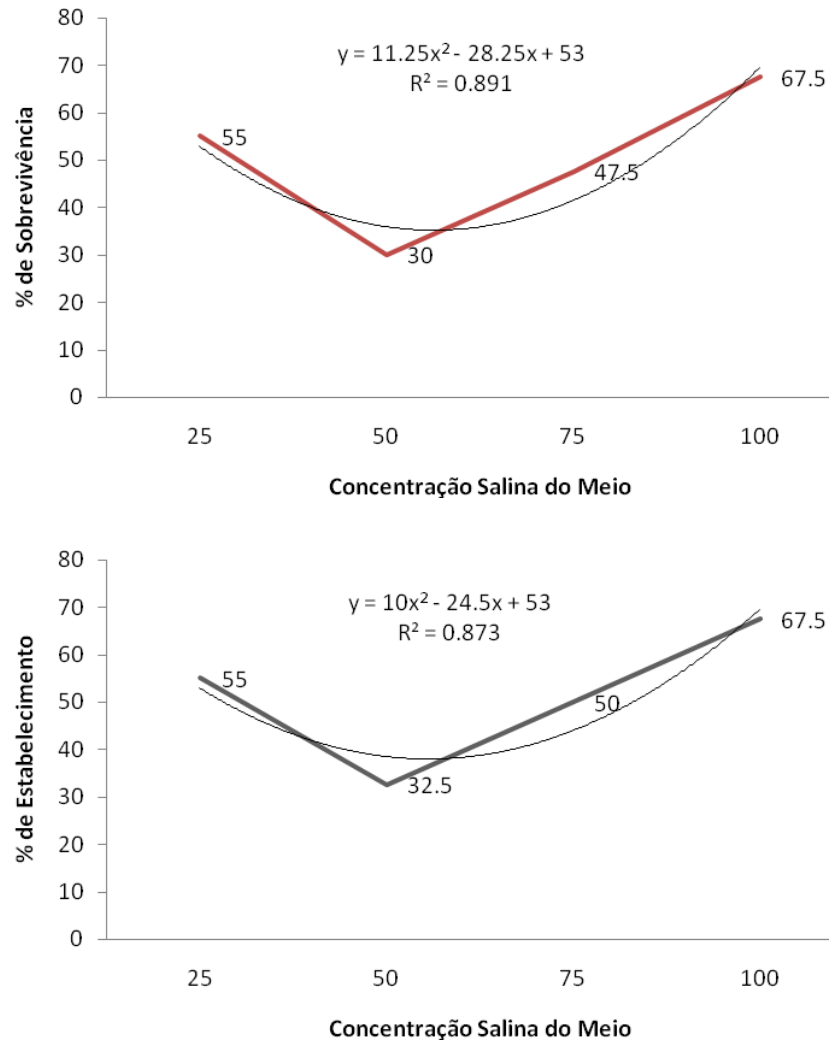 80
70
60
50
40
30
20
10
0
% de Sobrevivência
y = 11.25x² - 28.25x + 53
R² = 0.891
55
30
47.5
67.5
25 50 75 100
Concentração Salina do Meio
80
70
60
50
40
30
20
10
0
% de Estabelecimento
y = 10x² - 24.5x + 53
R² = 0.873
55
32.5
50
67.5
25 50 75 100
Concentração Salina do Meio